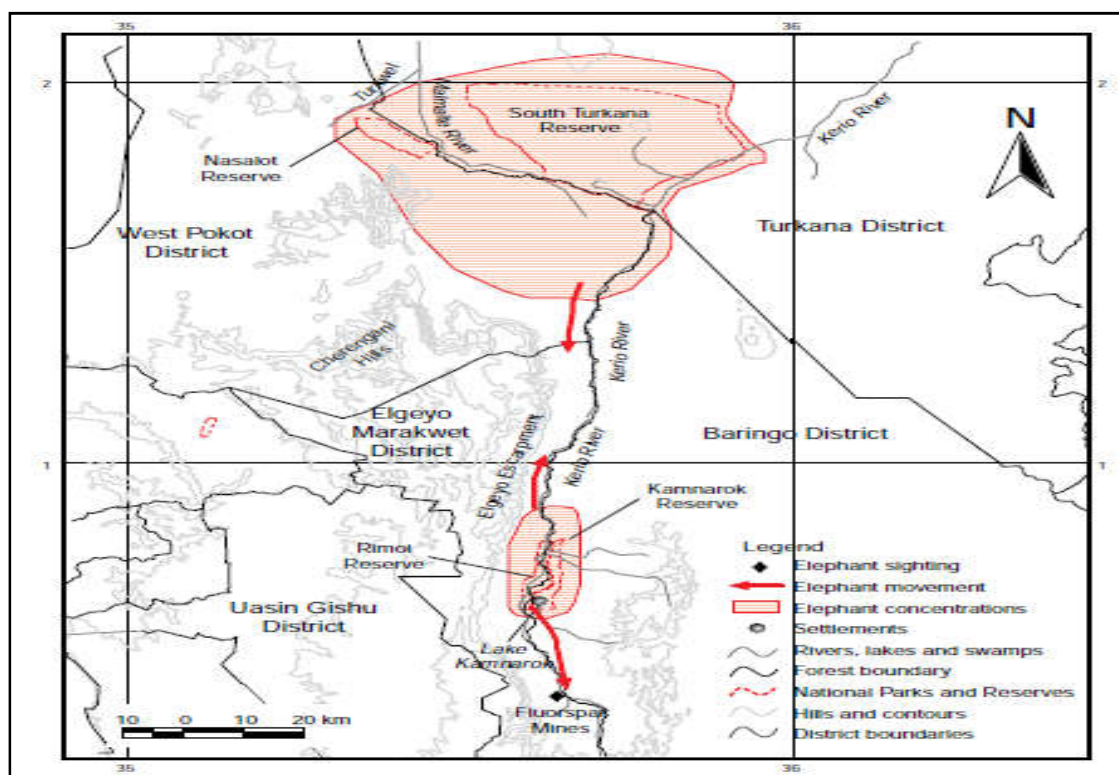 35
36
2
2
Turkwel
Malmalte River
South Turkana
Reserve
Kerio River
N
Nasalot
Reserve
West Pokot
District
Turkana District
Cherengani
Hills
Kerio River
Elgeyo
Marakwet
District
Elgeyo Escarpment
Baringo District
1
1
Kerio River
Kamnarok
Reserve
Rimoi
Reserve
Uasin Gishu
District
Lake
Kamnarok
Fluorspar
Mines
10 0 10 20 km
Legend
Elephant sighting
Elephant movement
Elephant concentrations
Settlements
Rivers, lakes and swamps
Forest boundary
National Parks and Reserves
Hills and contours
District boundaries
35
36